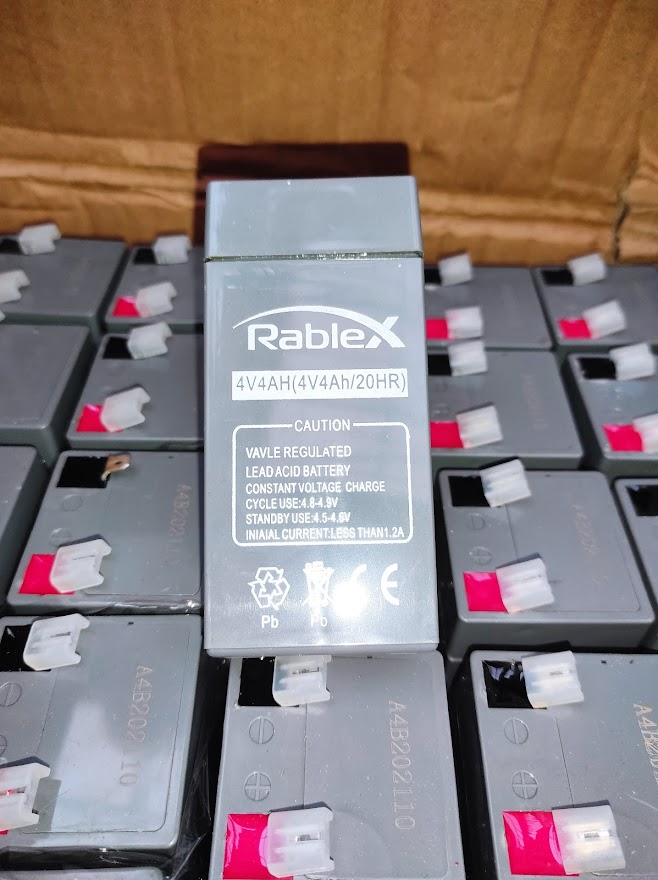 RableX
4V4AH(4V4Ah/20HR)
CAUTION
VAVLE REGULATED
LEAD ACID BATTERY
CONSTANT VOLTAGE CHARGE
CYCLE USE:4.8-4.9V
STANDBY USE:4.5-4.6V
INIAIAL CURRENT:LESS THAN1.2A
Pb
Pb
CE
A4B202110
A4B202110
A4B202110